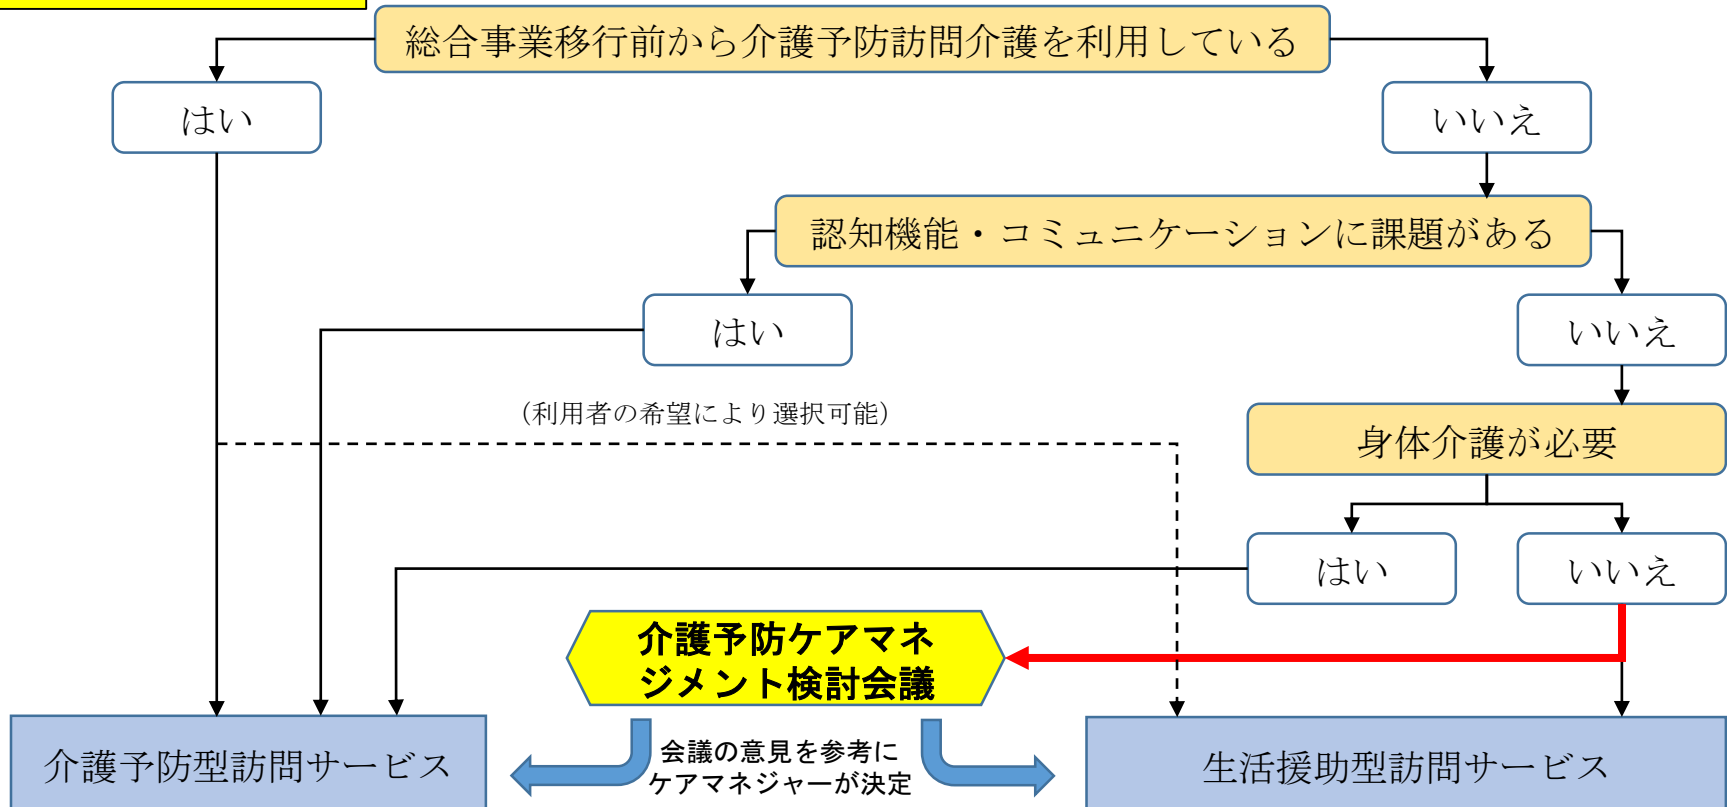 総合事業移行前から介護予防訪問介護を利用している
はい
いいえ
認知機能・コミュニケーションに課題がある
はい
いいえ
（利用者の希望により選択可能）
身体介護が必要
はい
いいえ
介護予防ケアマネ
ジメント検討会議
介護予防型訪問サービス
会議の意見を参考に
ケアマネジャーが決定
生活援助型訪問サービス